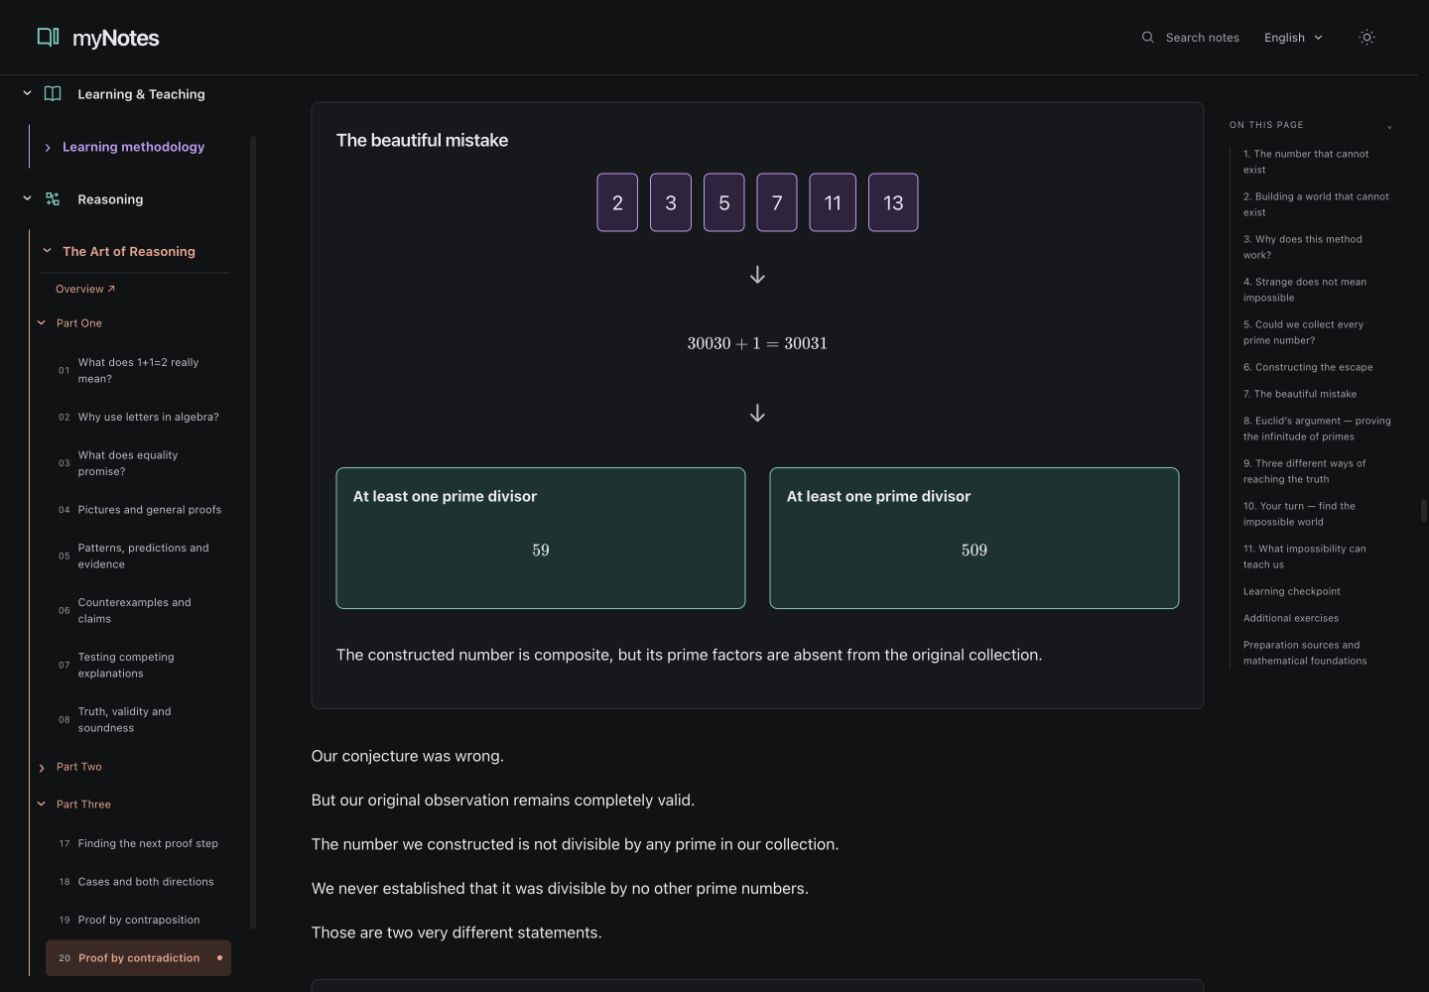 myNotes
Search notes
English
Learning & Teaching
Learning methodology
Reasoning
The Art of Reasoning
Overview ↗
Part One
01 What does 1+1=2 really
mean?
02 Why use letters in algebra?
03 What does equality
promise?
04 Pictures and general proofs
05 Patterns, predictions and
evidence
06 Counterexamples and
claims
07 Testing competing
explanations
08 Truth, validity and
soundness
Part Two
Part Three
17 Finding the next proof step
18 Cases and both directions
19 Proof by contraposition
20 Proof by contradiction
The beautiful mistake
2 3 5 7 11 13
↓
30030 + 1 = 30031
↓
At least one prime divisor
59
At least one prime divisor
509
The constructed number is composite, but its prime factors are absent from the original collection.
Our conjecture was wrong.
But our original observation remains completely valid.
The number we constructed is not divisible by any prime in our collection.
We never established that it was divisible by no other prime numbers.
Those are two very different statements.
ON THIS PAGE
1. The number that cannot
exist
2. Building a world that cannot
exist
3. Why does this method
work?
4. Strange does not mean
impossible
5. Could we collect every
prime number?
6. Constructing the escape
7. The beautiful mistake
8. Euclid's argument — proving
the infinitude of primes
9. Three different ways of
reaching the truth
10. Your turn — find the
impossible world
11. What impossibility can
teach us
Learning checkpoint
Additional exercises
Preparation sources and
mathematical foundations